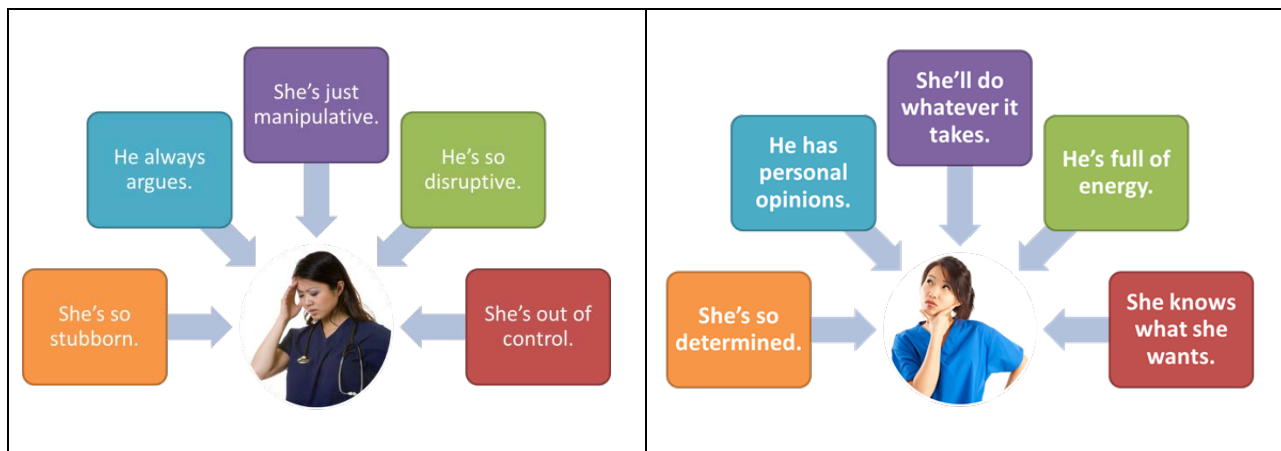 She's just
manipulative.
He always
argues.
He's so
disruptive.
She's so
stubborn.
She's out of
control.
She'll do
whatever it
takes.
He has
personal
opinions.
He's full of
energy.
She's so
determined.
She knows
what she
wants.